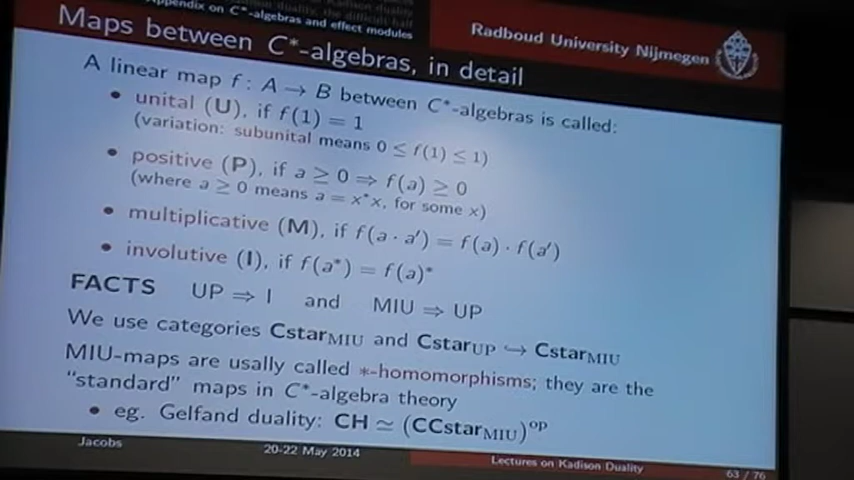 Appendix on C*-algebras and effect modules
Radboud University Nijmegen
Maps between C*-algebras, in detail
A linear map f : A → B between C*-algebras is called:
• unital (U), if f(1) = 1
(variation: subunital means 0 ≤ f(1) ≤ 1)
• positive (P), if a ≥ 0 ⇒ f(a) ≥ 0
(where a ≥ 0 means a = x*x, for some x)
• multiplicative (M), if f(a · a′) = f(a) · f(a′)
• involutive (I), if f(a*) = f(a)*
FACTS UP ⇒ I and MIU ⇒ UP
We use categories Cstar_MIU and Cstar_UP ↪ Cstar_MIU
MIU-maps are usally called *-homomorphisms; they are the
"standard" maps in C*-algebra theory
• eg. Gelfand duality: CH ≃ (CCstar_MIU)^op
Jacobs 20-22 May 2014 Lectures on Kadison Duality 63 / 76